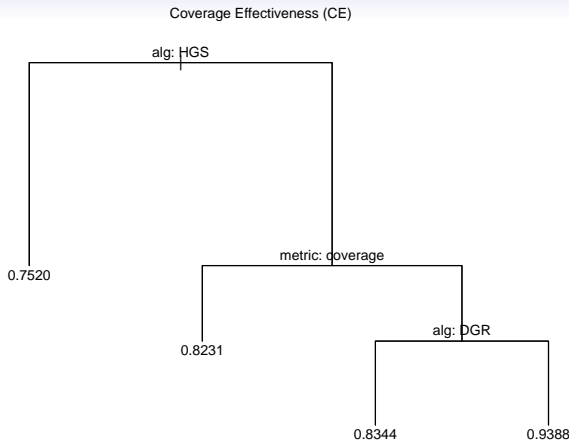 Coverage Effectiveness (CE)
alg: HGS
metric: coverage
0.7520
alg: DGR
0.8231
0.8344
0.9388